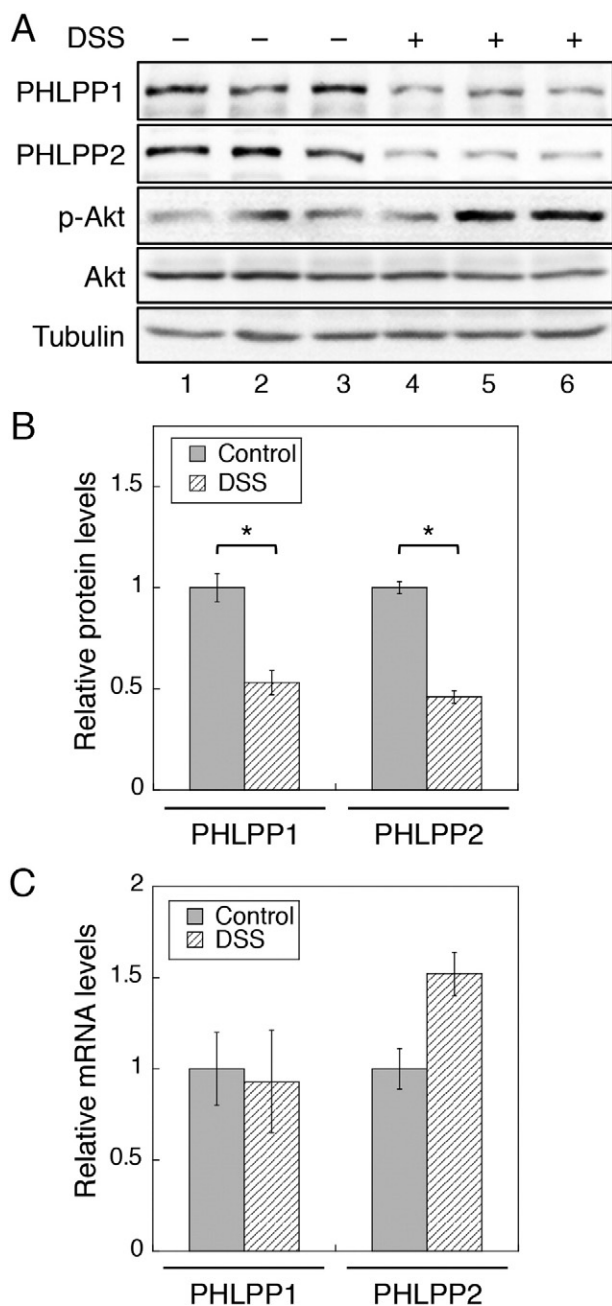 A
DSS − − − + + +
PHLPP1
PHLPP2
p-Akt
Akt
Tubulin
1 2 3 4 5 6
B
Relative protein levels
1.5
1
0.5
0
Control
DSS
* *
PHLPP1 PHLPP2
C
Relative mRNA levels
2
1.5
1
0.5
0
Control
DSS
PHLPP1 PHLPP2